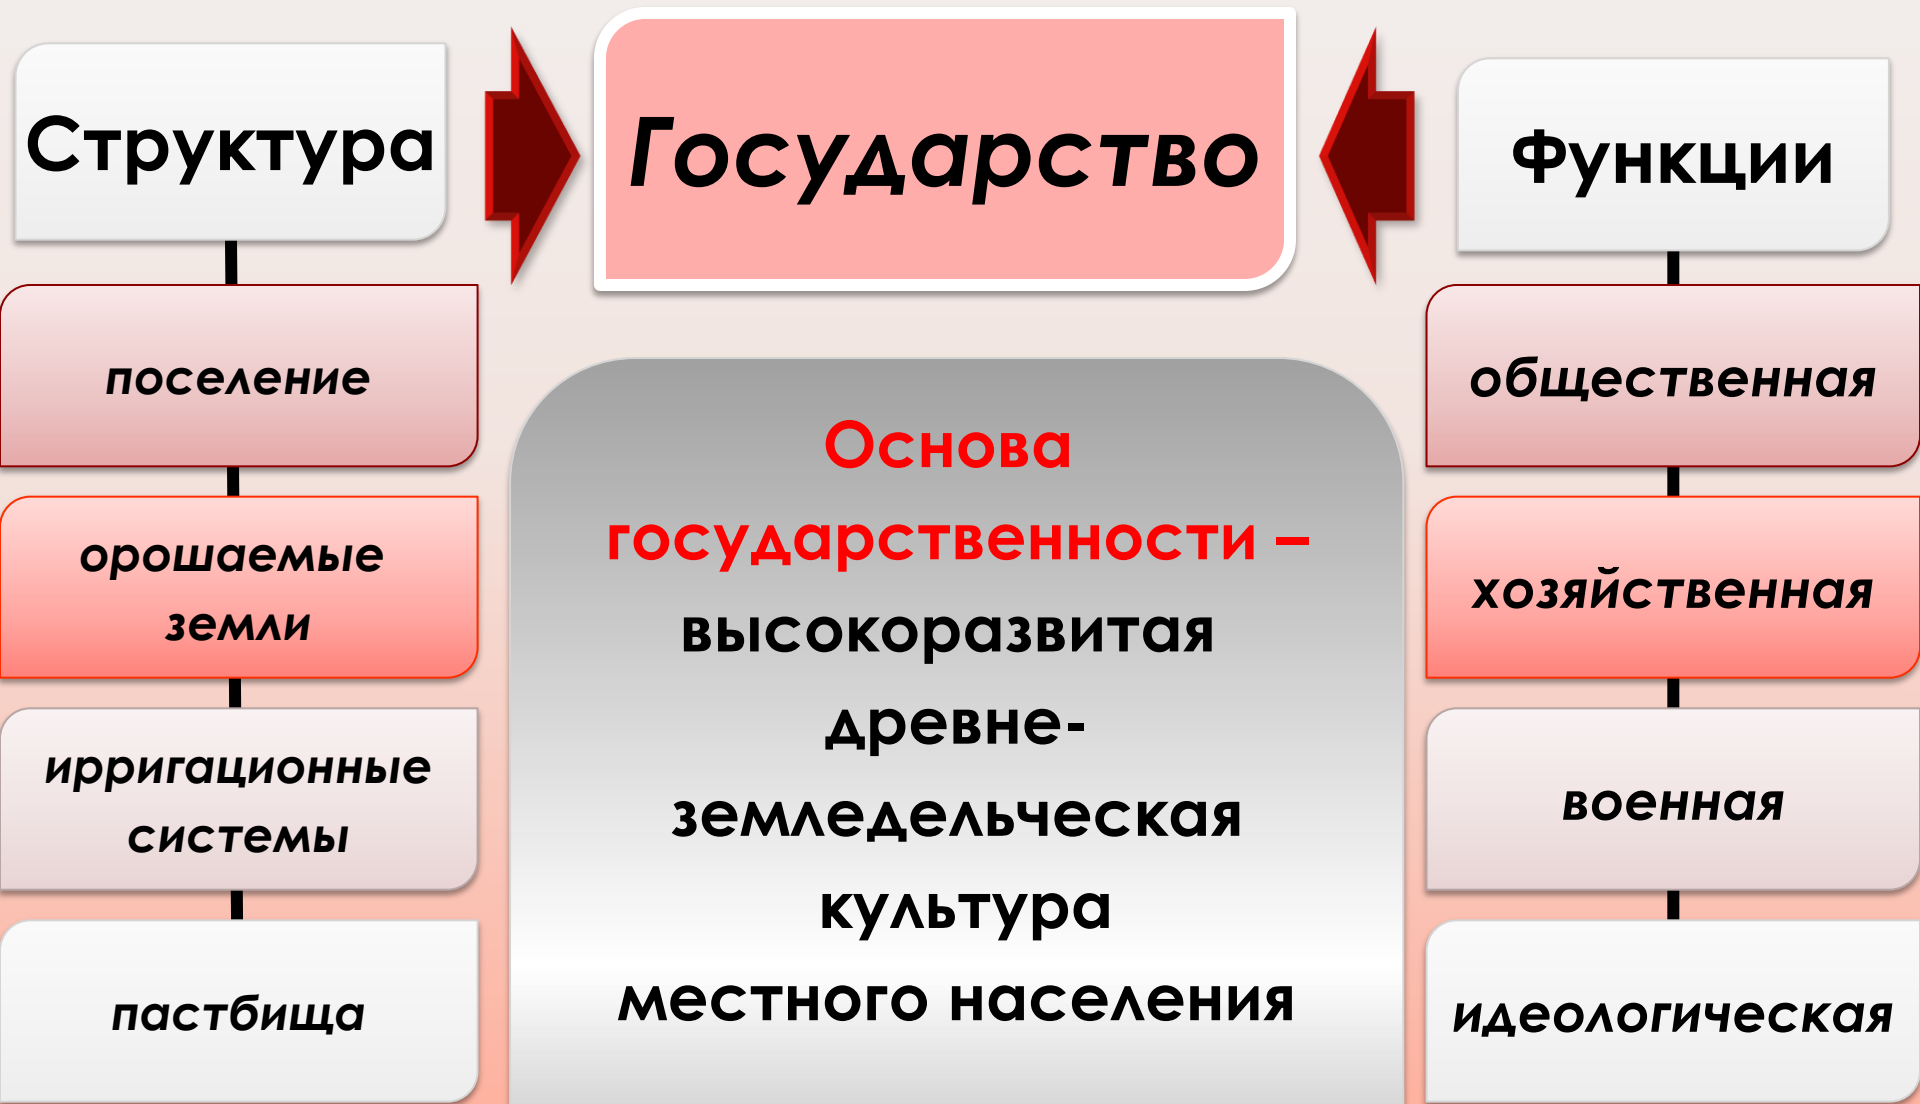 Структура
Государство
Функции
поселение
орошаемые
земли
ирригационные
системы
пастбища
Основа
государственности –
высокоразвитая
древне-
земледельческая
культура
местного населения
общественная
хозяйственная
военная
идеологическая